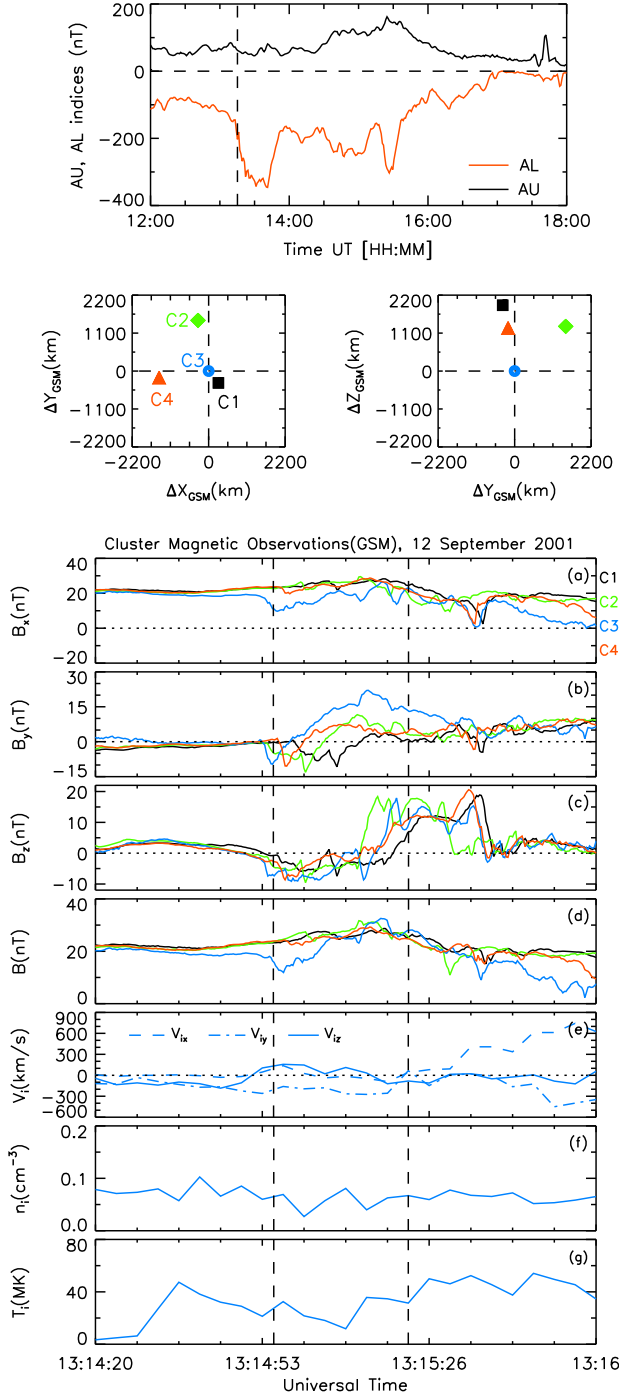 200
0
−200
−400
AU, AL indices (nT)
AL
AU
12:00 14:00 16:00 18:00
Time UT [HH:MM]
2200
1100
0
−1100
−2200
ΔY_GSM(km)
C2
C3
C4
C1
−2200 0 2200
ΔX_GSM(km)
2200
1100
0
−1100
−2200
ΔZ_GSM(km)
−2200 0 2200
ΔY_GSM(km)
Cluster Magnetic Observations(GSM), 12 September 2001
40
20
0
−20
B_x(nT)
(a)
C1
C2
C3
C4
30
15
0
−15
B_y(nT)
(b)
20
10
0
−10
B_z(nT)
(c)
40
20
0
B(nT)
(d)
900
600
300
0
−300
−600
V_i(km/s)
V_ix V_iy V_iz
(e)
0.2
0.1
0.0
n_i(cm⁻³)
(f)
80
40
0
T_i(MK)
(g)
13:14:20 13:14:53 13:15:26 13:16
Universal Time